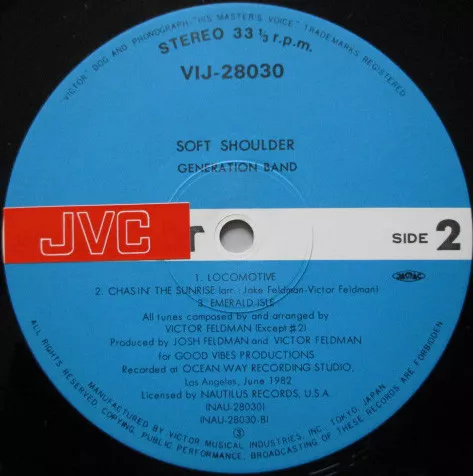 "VICTOR" DOG AND PHONOGRAPH "HIS MASTER'S VOICE" TRADEMARKS REGISTERED
STEREO 33 1/3 r.p.m.
VIJ-28030
SOFT SHOULDER
GENERATION BAND
JVC
SIDE 2
1. LOCOMOTIVE
2. CHASIN' THE SUNRISE (arr.: Jake Feldman-Victor Feldman)
3. EMERALD ISLE
All tunes composed by and arranged by
VICTOR FELDMAN (Except #2)
Produced by JOSH FELDMAN and VICTOR FELDMAN
for GOOD VIBES PRODUCTIONS
Recorded at OCEAN WAY RECORDING STUDIO,
Los Angeles, June 1982
Licensed by NAUTILUS RECORDS, U.S.A.
(NAU-28030)
(NAU-28030-B)
3
MFD. BY VICTOR MUSICAL INDUSTRIES, INC., TOKYO, JAPAN
ALL RIGHTS RESERVED. COPYING, PUBLIC PERFORMANCE, BROADCASTING OF THESE RECORDS ARE FORBIDDEN